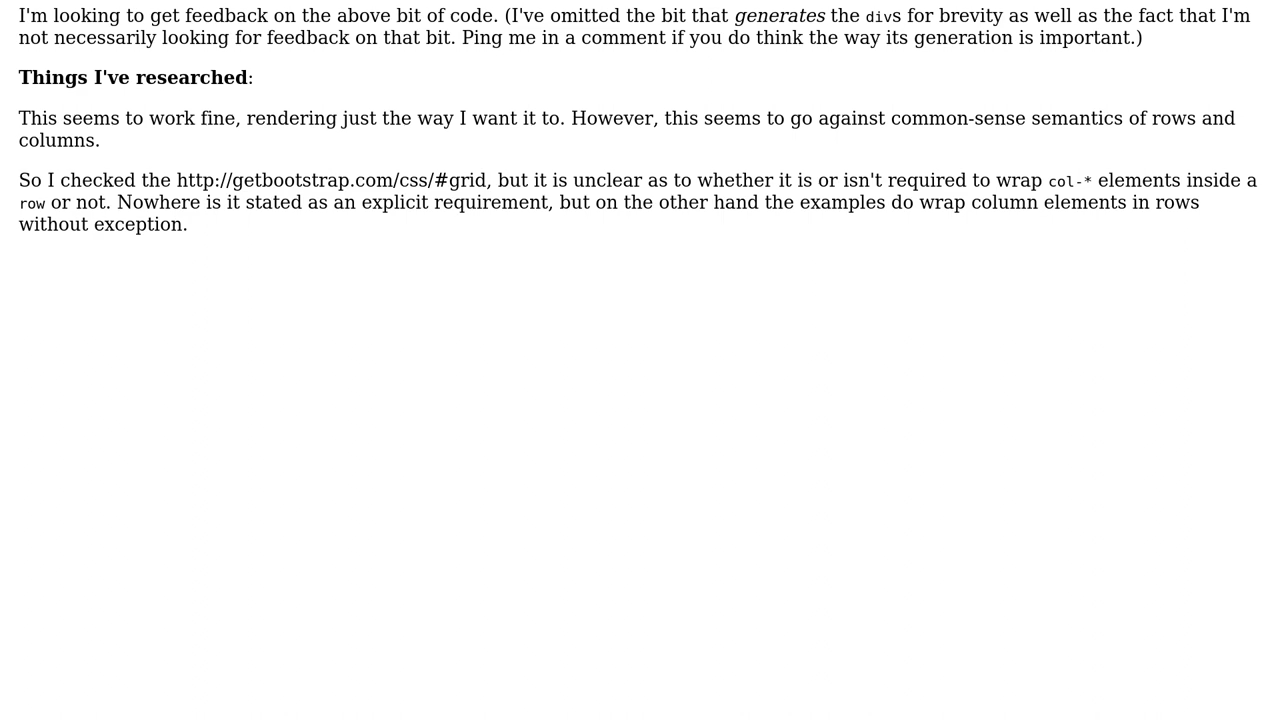 I'm looking to get feedback on the above bit of code. (I've omitted the bit that generates the divs for brevity as well as the fact that I'm
not necessarily looking for feedback on that bit. Ping me in a comment if you do think the way its generation is important.)
Things I've researched:
This seems to work fine, rendering just the way I want it to. However, this seems to go against common-sense semantics of rows and
columns.
So I checked the http://getbootstrap.com/css/#grid, but it is unclear as to whether it is or isn't required to wrap col-* elements inside a
row or not. Nowhere is it stated as an explicit requirement, but on the other hand the examples do wrap column elements in rows
without exception.